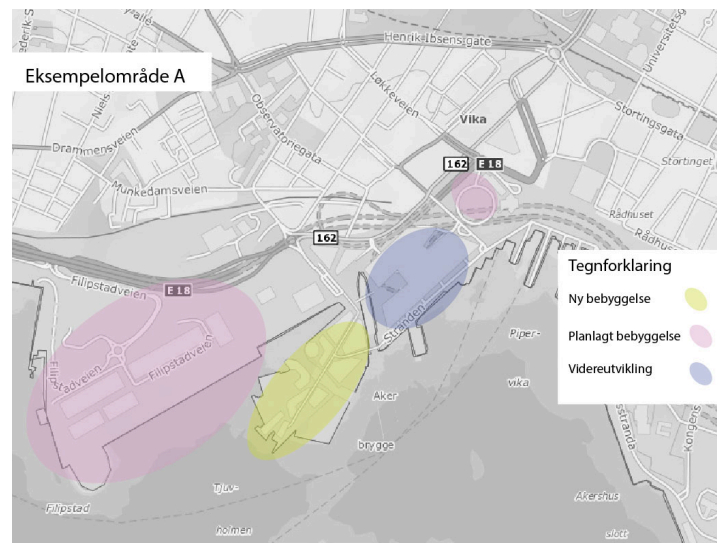 Eksempelområde A
Henrik Ibsens gate
Universitetsg
Niels
Løkkeveien
Observatoriegata
Vika
Stortingsgata
Drammensveien
162
E 18
Stortinget
Munkedamsveien
Rådhuset
162
Filipstadveien
E 18
Tegnforklaring
Ny bebyggelse
Planlagt bebyggelse
Videreutvikling
Stranden
Piper-
vika
Filipstadveien
Filipstadveien
Aker
brygge
Kongens
Tjuv-
holmen
Filipstad
Akershus
slott